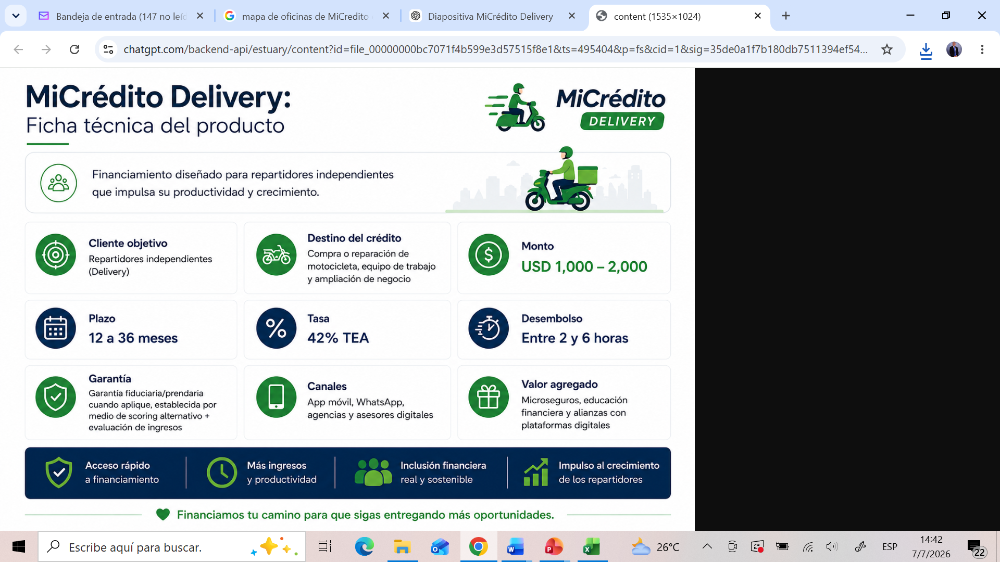 Bandeja de entrada (147 no leíd
mapa de oficinas de MiCredito
Diapositiva MiCrédito Delivery
content (1535×1024)
chatgpt.com/backend-api/estuary/content?id=file_00000000bc7071f4b599e3d57515f8e1&ts=495404&p=fs&cid=1&sig=35de0a1f7b180db7511394ef54...
MiCrédito Delivery:
Ficha técnica del producto
MiCrédito
DELIVERY
Financiamiento diseñado para repartidores independientes
que impulsa su productividad y crecimiento.
Cliente objetivo
Repartidores independientes
(Delivery)
Destino del crédito
Compra o reparación de
motocicleta, equipo de trabajo
y ampliación de negocio
Monto
USD 1,000 – 2,000
Plazo
12 a 36 meses
Tasa
42% TEA
Desembolso
Entre 2 y 6 horas
Garantía
Garantía fiduciaria/prendaria
cuando aplique, establecida por
medio de scoring alternativo +
evaluación de ingresos
Canales
App móvil, WhatsApp,
agencias y asesores digitales
Valor agregado
Microseguros, educación
financiera y alianzas con
plataformas digitales
Acceso rápido
a financiamiento
Más ingresos
y productividad
Inclusión financiera
real y sostenible
Impulso al crecimiento
de los repartidores
Financiamos tu camino para que sigas entregando más oportunidades.
Escribe aquí para buscar.
26°C
ESP
14:42
7/7/2026
22